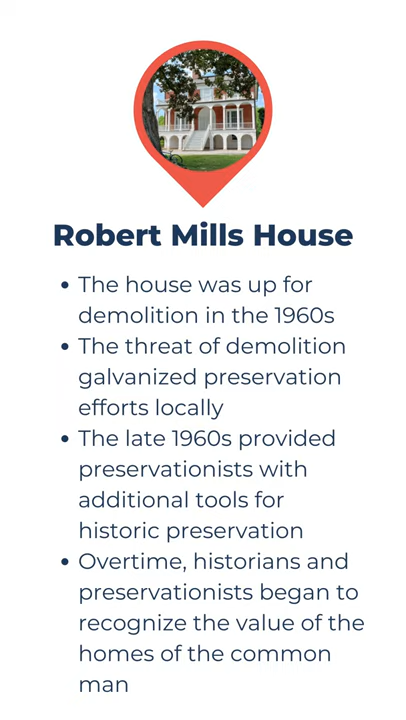 Robert Mills House
• The house was up for
demolition in the 1960s
• The threat of demolition
galvanized preservation
efforts locally
• The late 1960s provided
preservationists with
additional tools for
historic preservation
• Overtime, historians and
preservationists began to
recognize the value of the
homes of the common
man